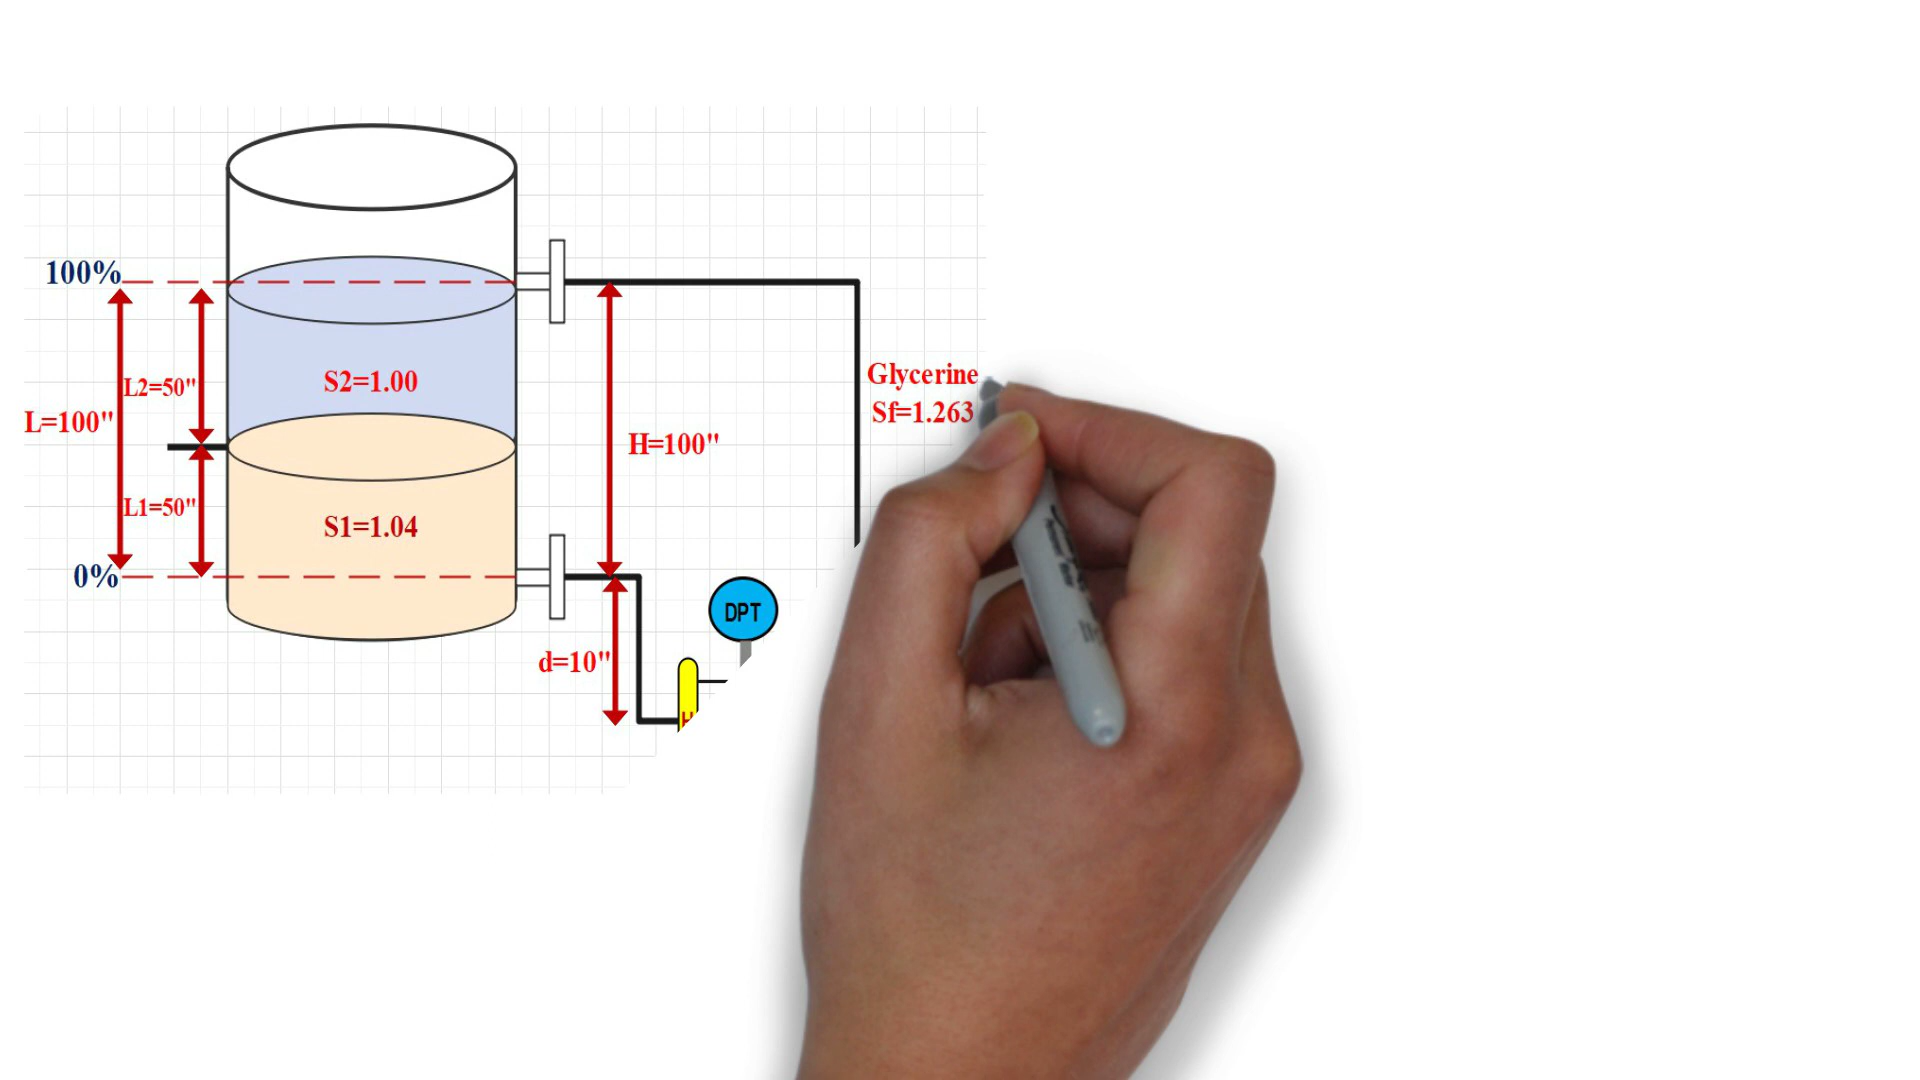 100%
L2=50"
S2=1.00
Glycerine
Sf=1.263
L=100"
H=100"
L1=50"
S1=1.04
0%
DPT
d=10"